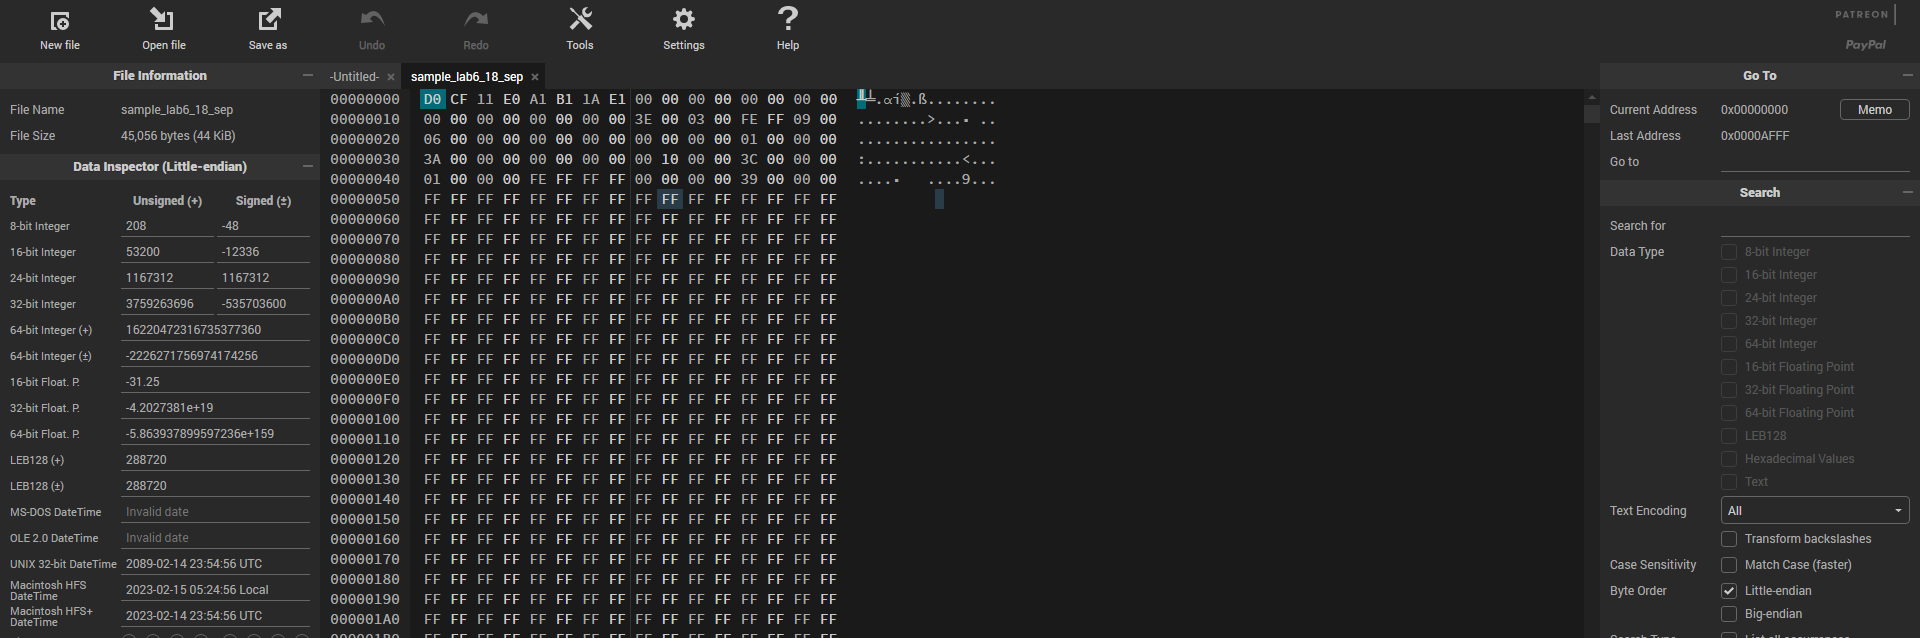 New file
Open file
Save as
Undo
Redo
Tools
Settings
Help
PATREON
PayPal
File Information
File Name sample_lab6_18_sep
File Size 45,056 bytes (44 KiB)
Data Inspector (Little-endian)
Type Unsigned (+) Signed (±)
8-bit Integer 208 -48
16-bit Integer 53200 -12336
24-bit Integer 1167312 1167312
32-bit Integer 3759263696 -535703600
64-bit Integer (+) 16220472316735377360
64-bit Integer (±) -2226271756974174256
16-bit Float. P. -31.25
32-bit Float. P. -4.2027381e+19
64-bit Float. P. -5.863937899597236e+159
LEB128 (+) 288720
LEB128 (±) 288720
MS-DOS DateTime Invalid date
OLE 2.0 DateTime Invalid date
UNIX 32-bit DateTime 2089-02-14 23:54:56 UTC
Macintosh HFS DateTime 2023-02-15 05:24:56 Local
Macintosh HFS+ DateTime 2023-02-14 23:54:56 UTC
-Untitled- × sample_lab6_18_sep ×
00000000 D0 CF 11 E0 A1 B1 1A E1 00 00 00 00 00 00 00 00 ╨╧.αí▒.ß........
00000010 00 00 00 00 00 00 00 00 3E 00 03 00 FE FF 09 00 ........>...■ ..
00000020 06 00 00 00 00 00 00 00 00 00 00 00 01 00 00 00 ................
00000030 3A 00 00 00 00 00 00 00 00 10 00 00 3C 00 00 00 :...........<...
00000040 01 00 00 00 FE FF FF FF 00 00 00 00 39 00 00 00 ....■   ....9...
00000050 FF FF FF FF FF FF FF FF FF FF FF FF FF FF FF FF
00000060 FF FF FF FF FF FF FF FF FF FF FF FF FF FF FF FF
00000070 FF FF FF FF FF FF FF FF FF FF FF FF FF FF FF FF
00000080 FF FF FF FF FF FF FF FF FF FF FF FF FF FF FF FF
00000090 FF FF FF FF FF FF FF FF FF FF FF FF FF FF FF FF
000000A0 FF FF FF FF FF FF FF FF FF FF FF FF FF FF FF FF
000000B0 FF FF FF FF FF FF FF FF FF FF FF FF FF FF FF FF
000000C0 FF FF FF FF FF FF FF FF FF FF FF FF FF FF FF FF
000000D0 FF FF FF FF FF FF FF FF FF FF FF FF FF FF FF FF
000000E0 FF FF FF FF FF FF FF FF FF FF FF FF FF FF FF FF
000000F0 FF FF FF FF FF FF FF FF FF FF FF FF FF FF FF FF
00000100 FF FF FF FF FF FF FF FF FF FF FF FF FF FF FF FF
00000110 FF FF FF FF FF FF FF FF FF FF FF FF FF FF FF FF
00000120 FF FF FF FF FF FF FF FF FF FF FF FF FF FF FF FF
00000130 FF FF FF FF FF FF FF FF FF FF FF FF FF FF FF FF
00000140 FF FF FF FF FF FF FF FF FF FF FF FF FF FF FF FF
00000150 FF FF FF FF FF FF FF FF FF FF FF FF FF FF FF FF
00000160 FF FF FF FF FF FF FF FF FF FF FF FF FF FF FF FF
00000170 FF FF FF FF FF FF FF FF FF FF FF FF FF FF FF FF
00000180 FF FF FF FF FF FF FF FF FF FF FF FF FF FF FF FF
00000190 FF FF FF FF FF FF FF FF FF FF FF FF FF FF FF FF
000001A0 FF FF FF FF FF FF FF FF FF FF FF FF FF FF FF FF
000001B0 FF FF FF FF FF FF FF FF FF FF FF FF FF FF FF FF
Go To
Current Address 0x00000000 Memo
Last Address 0x0000AFFF
Go to
Search
Search for
Data Type 8-bit Integer
16-bit Integer
24-bit Integer
32-bit Integer
64-bit Integer
16-bit Floating Point
32-bit Floating Point
64-bit Floating Point
LEB128
Hexadecimal Values
Text
Text Encoding All
Transform backslashes
Case Sensitivity Match Case (faster)
Byte Order Little-endian
Big-endian
Search Type List all occurrences